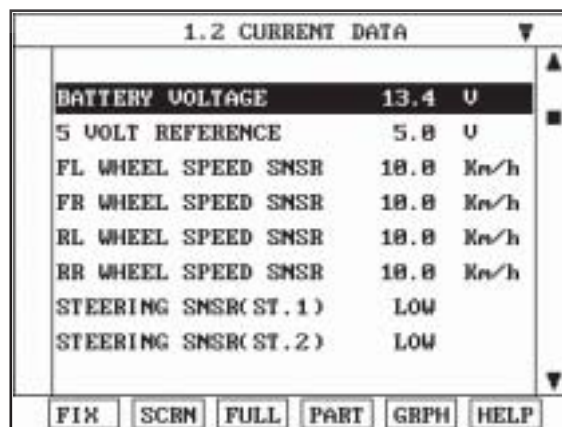 1.2 CURRENT DATA ▼
BATTERY VOLTAGE 13.4 V
5 VOLT REFERENCE 5.0 V
FL WHEEL SPEED SNSR 10.0 Km/h
FR WHEEL SPEED SNSR 10.0 Km/h
RL WHEEL SPEED SNSR 10.0 Km/h
RR WHEEL SPEED SNSR 10.0 Km/h
STEERING SNSR(ST.1) LOW
STEERING SNSR(ST.2) LOW
FIX SCRN FULL PART GRPH HELP